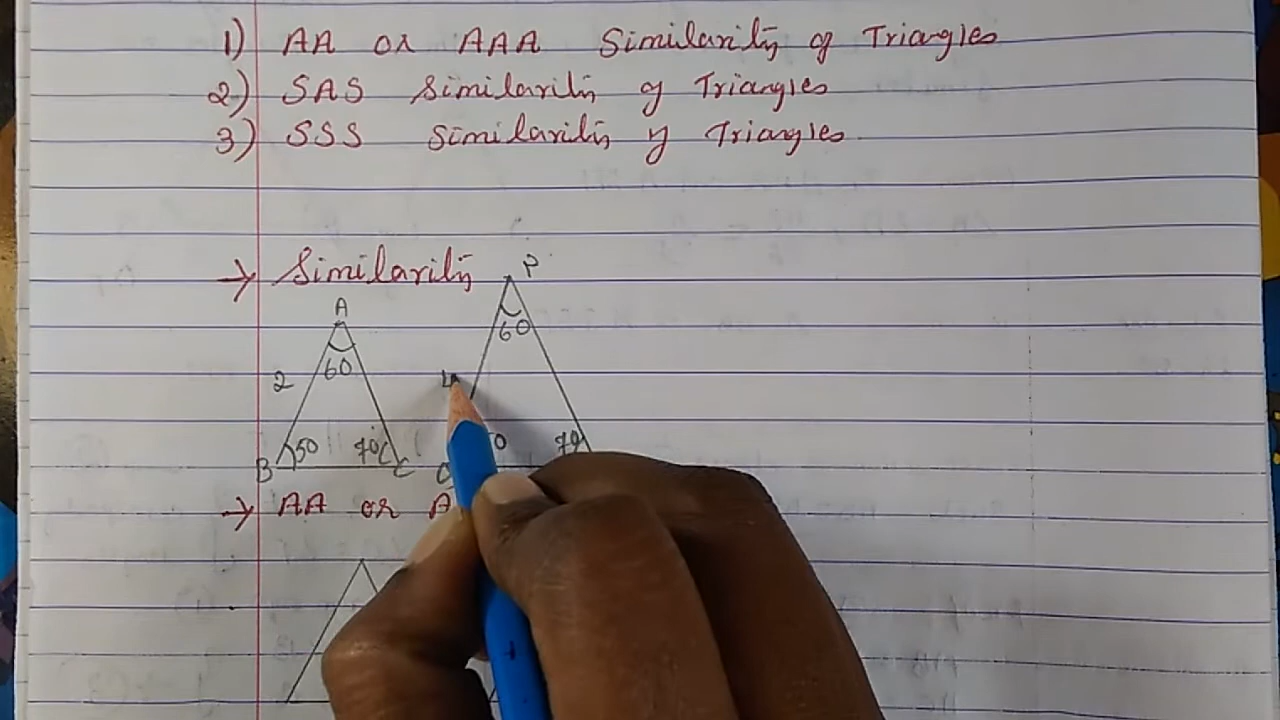 1) AA or AAA Similarity of Triangles
2) SAS Similarity of Triangles
3) SSS Similarity of Triangles
→ Similarity
P
A
60
60
2
4
50
70
0
70
B
C
→ AA or A